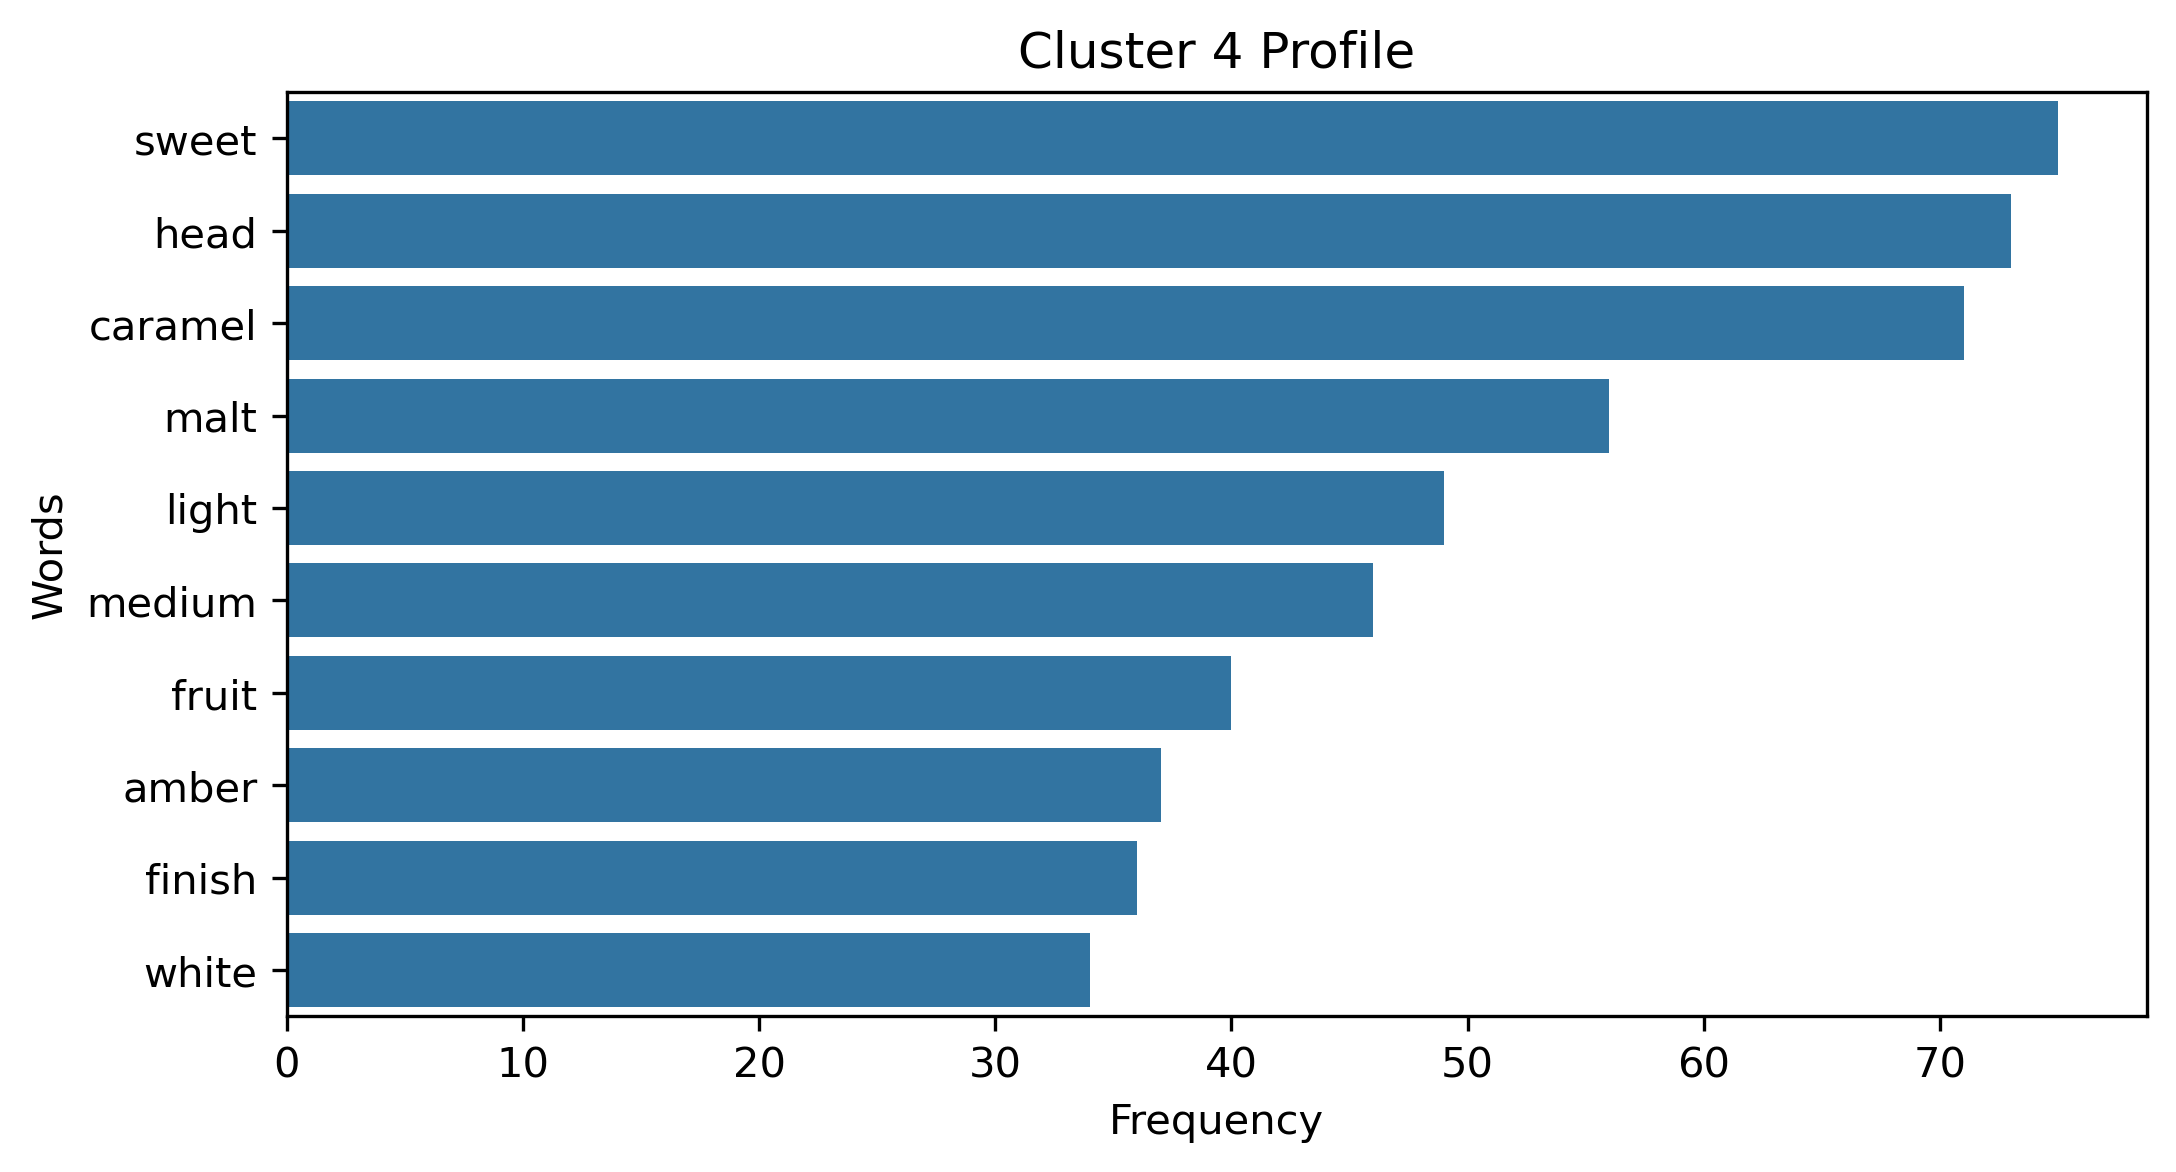 Cluster 4 Profile
sweet
head
caramel
malt
light
medium
fruit
amber
finish
white
Words
0 10 20 30 40 50 60 70
Frequency